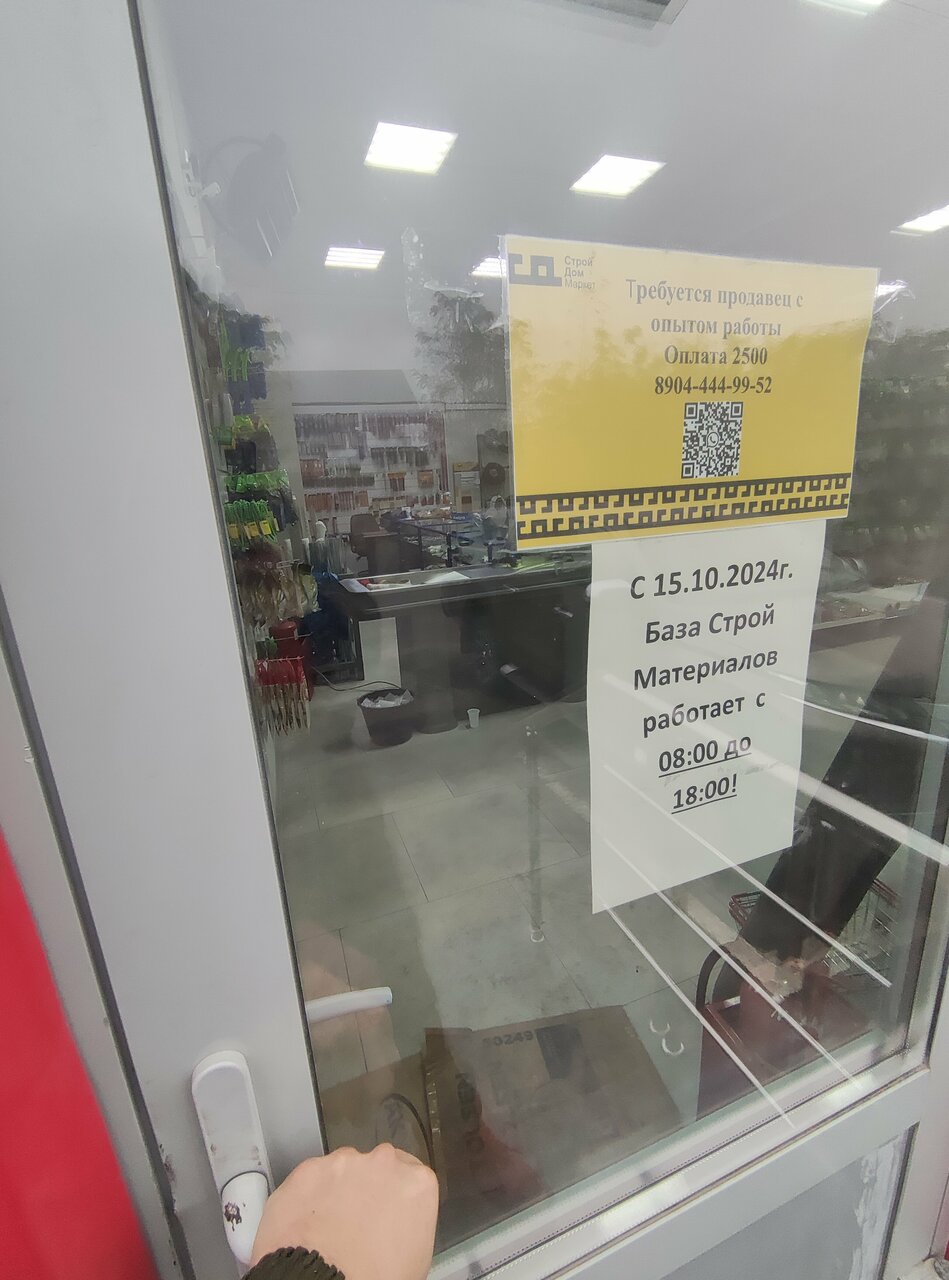 Строй
Дом
Маркет
Требуется продавец с
опытом работы
Оплата 2500
8904-444-99-52
С 15.10.2024г.
База Строй
Материалов
работает с
08:00 до
18:00!